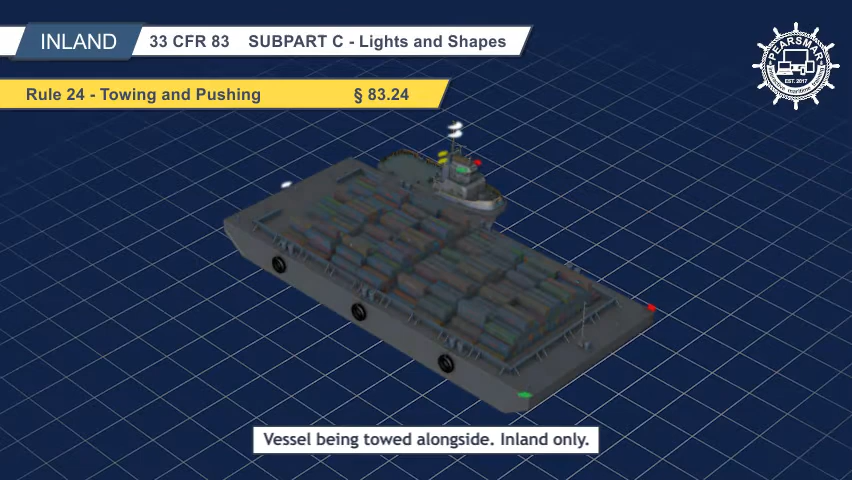 INLAND
33 CFR 83 SUBPART C - Lights and Shapes
Rule 24 - Towing and Pushing § 83.24
PEARSMAR
EST. 2017
Vessel being towed alongside. Inland only.